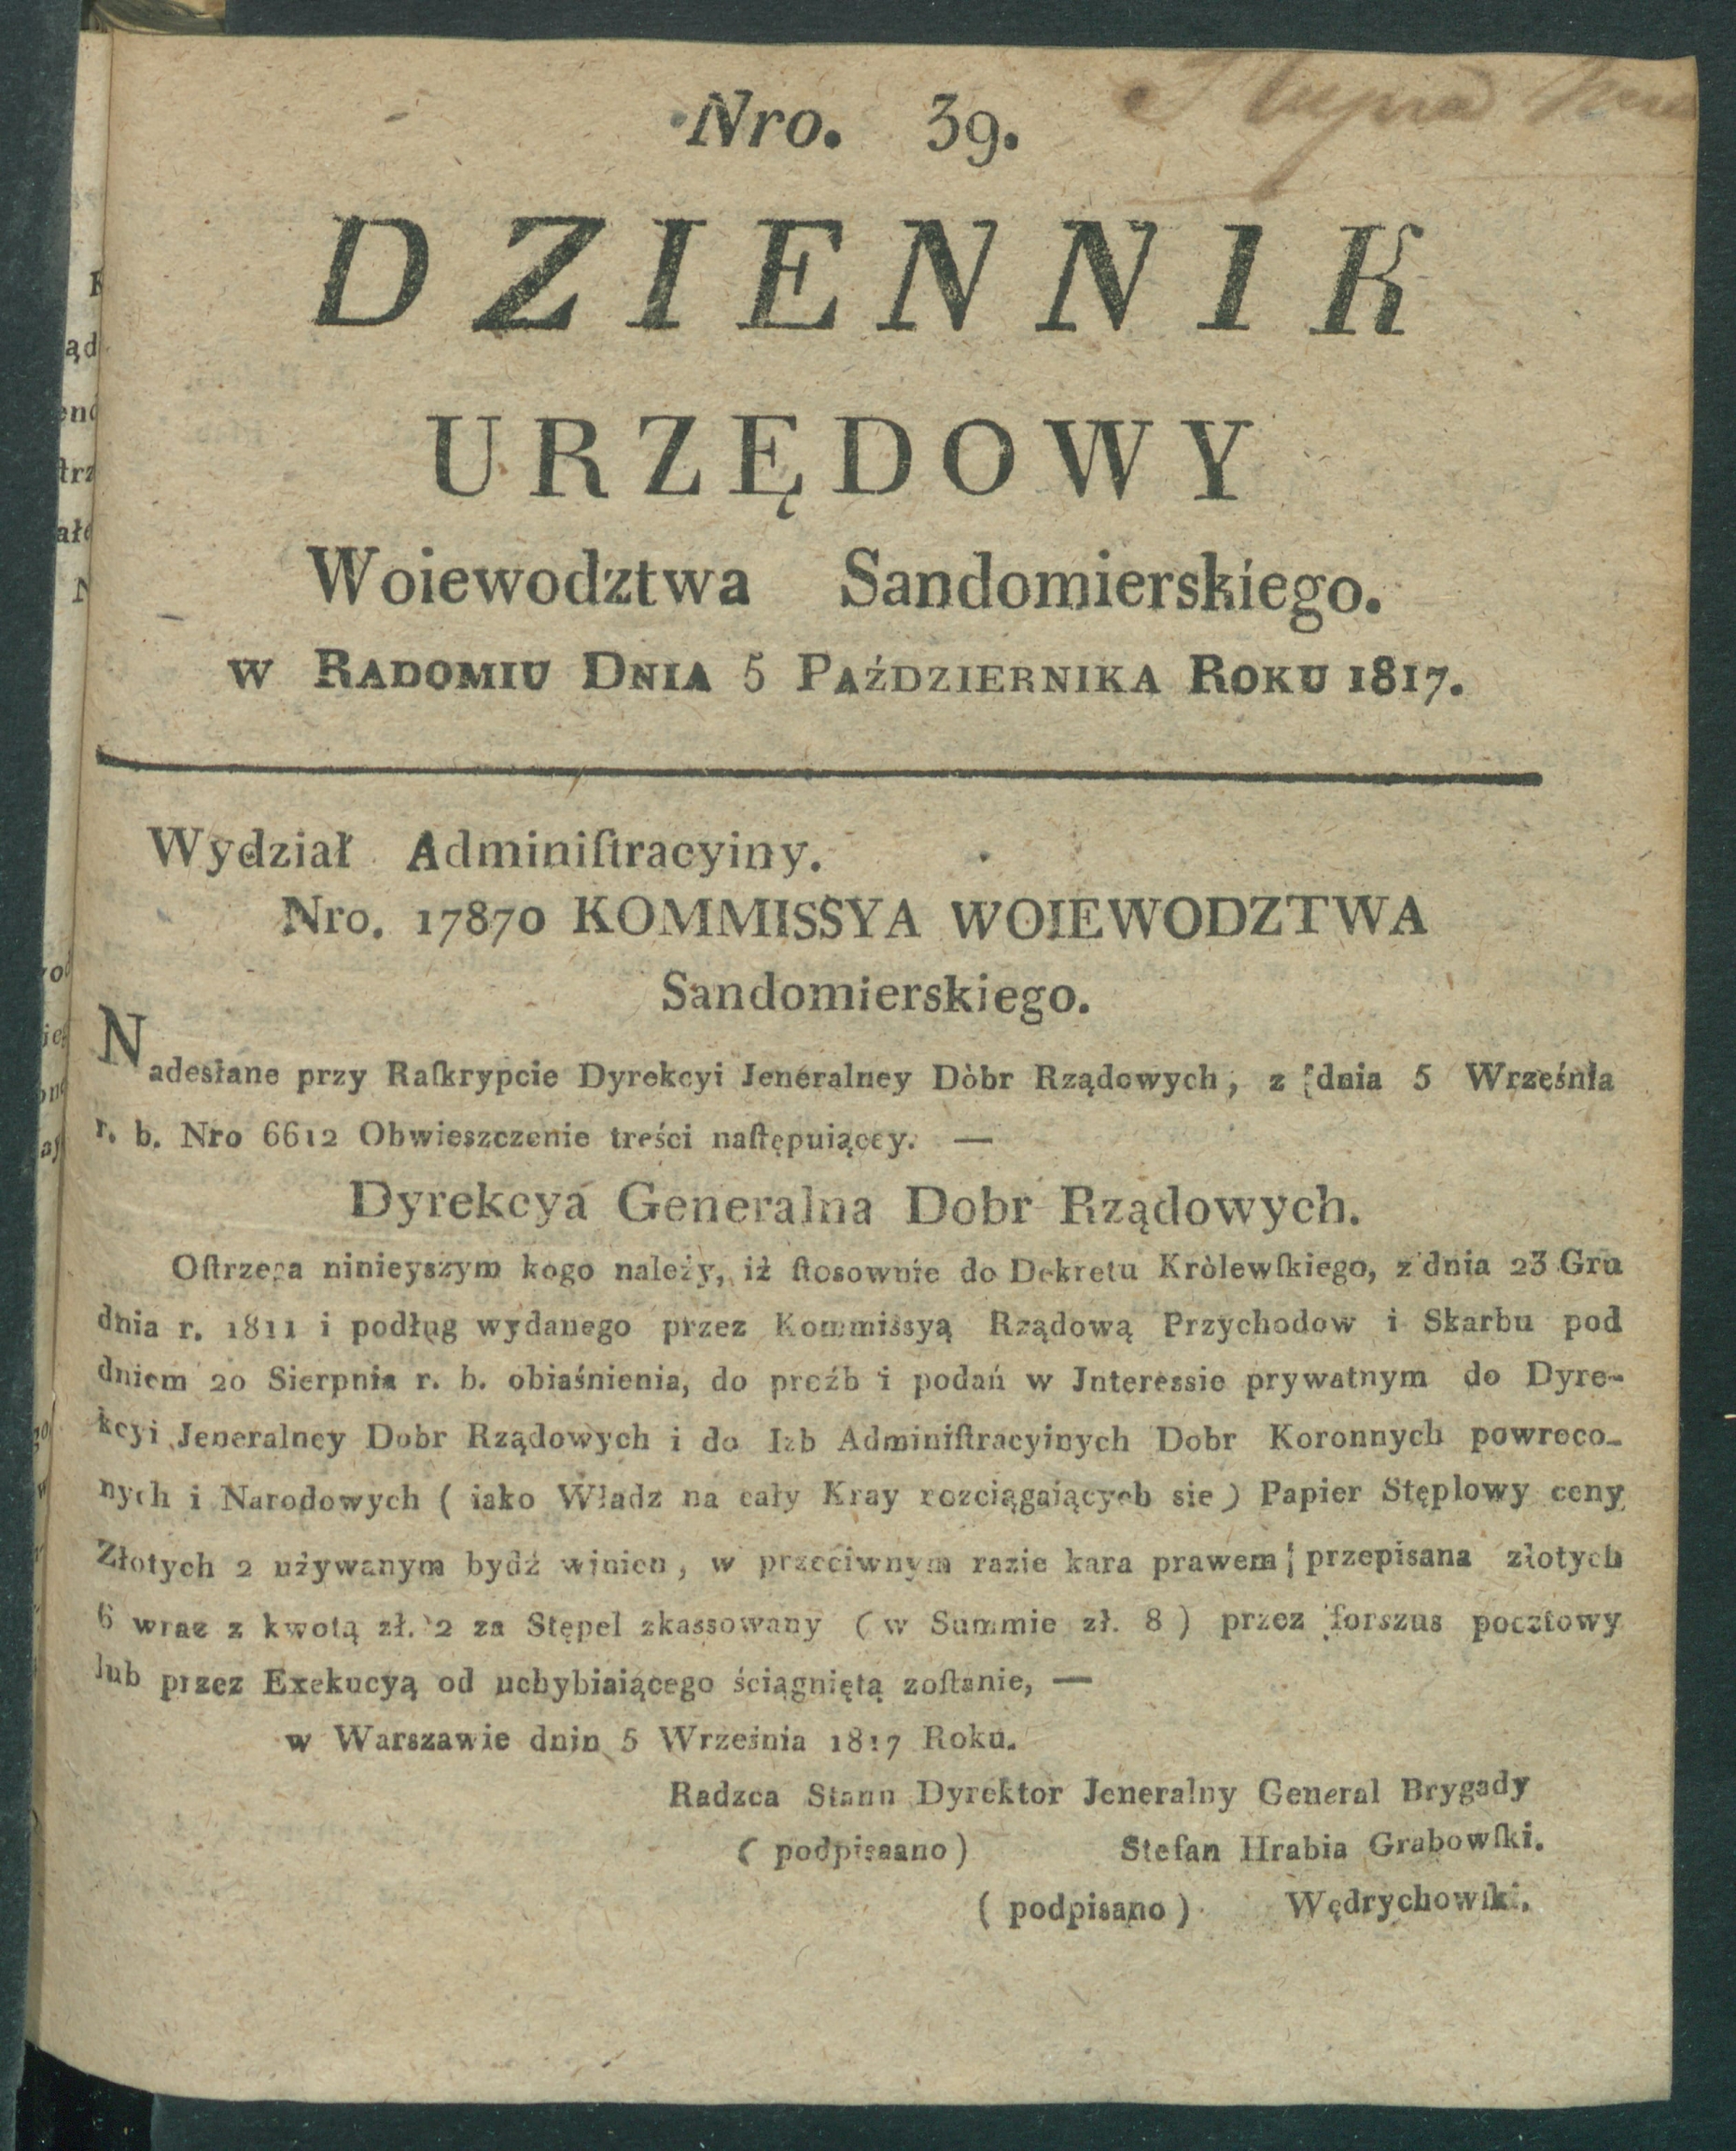 Nro. 39.
DZIENNIK
URZĘDOWY
Woiewodztwa Sandomierskiego.
w Radomiu Dnia 5 Października Roku 1817.
Wydział Adminiſtracyiny.
Nro. 17870 KOMMISSYA WOIEWODZTWA
Sandomierskiego.
Nadesłane przy Raſkrypcie Dyrekcyi Jeneralney Dòbr Rządowych, z dnia 5 Wrześnła
r. b. Nro 6612 Obwieszczenie treści naſtępuiącey. —
Dyrekcya Generalna Dobr Rządowych.
Oſtrzega ninieyszym kogo należy, iż ſtosownie do Dekretu Kròlewſkiego, z dnia 23 Gru
dnia r. 1811 i podług wydanego przez Kommissyą Rządową Przychodow i Skarbu pod
dniem 20 Sierpnia r. b. obiaśnienia, do proźb i podań w Jnteressie prywatnym do Dyre-
kcyi Jeneralney Dobr Rządowych i do Izb Adminiſtracyinych Dobr Koronnych powroco-
nych i Narodowych ( iako Władz na cały Kray rozciągaiących sie ) Papier Stęplowy ceny
Złotych 2 używanym bydź winien, w przeciwnym razie kara prawem przepisana złotych
6 wraz z kwotą zł. 2 za Stępel zkassowany ( w Summie zł. 8 ) przez forszus pocztowy
lub przez Exekucyą od uchybiaiącego ściągniętą zoſtanie, —
w Warszawie dnin 5 Września 1817 Roku.
Radzca Stanu Dyrektor Jeneralny General Brygady
( podpisaano ) Stefan Hrabia Grabowſki.
( podpisano ) Wędrychowſki.